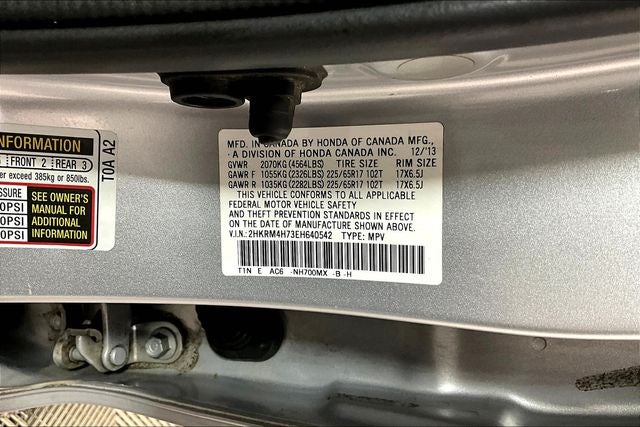 INFORMATION
FRONT 2 REAR 3
er exceed 385kg or 850lbs.
SSURE
0PSI
0PSI
SEE OWNER'S
MANUAL FOR
ADDITIONAL
INFORMATION
T0A A2
MFD. IN CANADA BY HONDA OF CANADA MFG.,
A DIVISION OF HONDA CANADA INC. 12/'13
GVWR 2070KG (4564LBS) TIRE SIZE RIM SIZE
GAWR F 1055KG (2326LBS) 225/65R17 102T 17X6.5J
GAWR R 1035KG (2282LBS) 225/65R17 102T 17X6.5J
THIS VEHICLE CONFORMS TO ALL APPLICABLE
FEDERAL MOTOR VEHICLE SAFETY
AND THEFT PREVENTION STANDARDS IN EFFECT
ON THE DATE OF MANUFACTURE SHOWN ABOVE.
V.I.N.: 2HKRM4H73EH640542 TYPE: MPV
T1N E AC6 -NH700MX -B -H